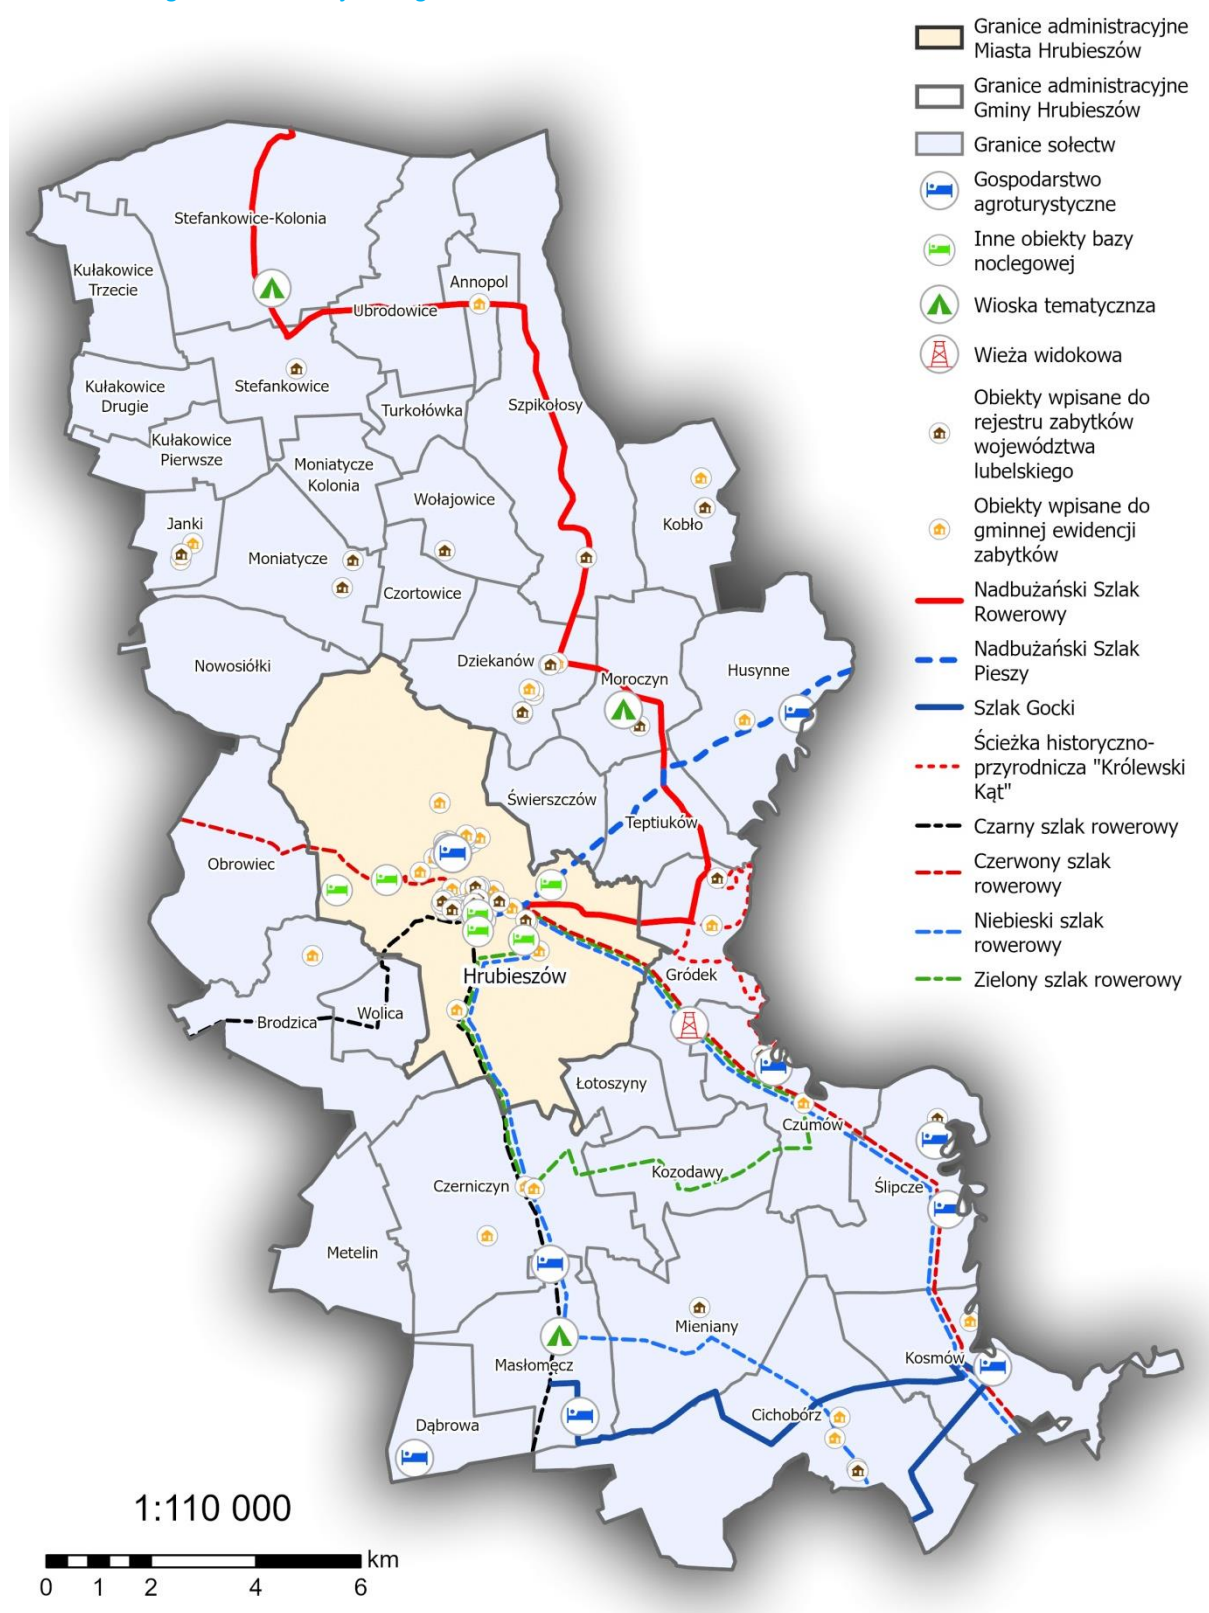 Granice administracyjne
Miasta Hrubieszów
Granice administracyjne
Gminy Hrubieszów
Granice sołectw
Gospodarstwo
agroturystyczne
Inne obiekty bazy
noclegowej
Wioska tematycznza
Wieża widokowa
Obiekty wpisane do
rejestru zabytków
województwa
lubelskiego
Obiekty wpisane do
gminnej ewidencji
zabytków
Nadbużański Szlak
Rowerowy
Nadbużański Szlak
Pieszy
Szlak Gocki
Ścieżka historyczno-
przyrodnicza "Królewski
Kąt"
Czarny szlak rowerowy
Czerwony szlak
rowerowy
Niebieski szlak
rowerowy
Zielony szlak rowerowy
Stefankowice-Kolonia
Kułakowice
Trzecie
Annopol
Ubrodowice
Stefankowice
Kułakowice
Drugie
Turkołówka
Szpikołosy
Kułakowice
Pierwsze
Moniatycze
Kolonia
Wołajowice
Kobło
Janki
Moniatycze
Czortowice
Nowosiółki
Dziekanów
Moroczyn
Husynne
Świerszczów
Teptiuków
Obrowiec
Hrubieszów
Gródek
Brodzica
Wolica
Łotoszyny
Czumów
Kozodawy
Czerniczyn
Ślipcze
Metelin
Mieniany
Masłomęcz
Kosmów
Cichobórz
Dąbrowa
1:110 000
km
0 1 2 4 6